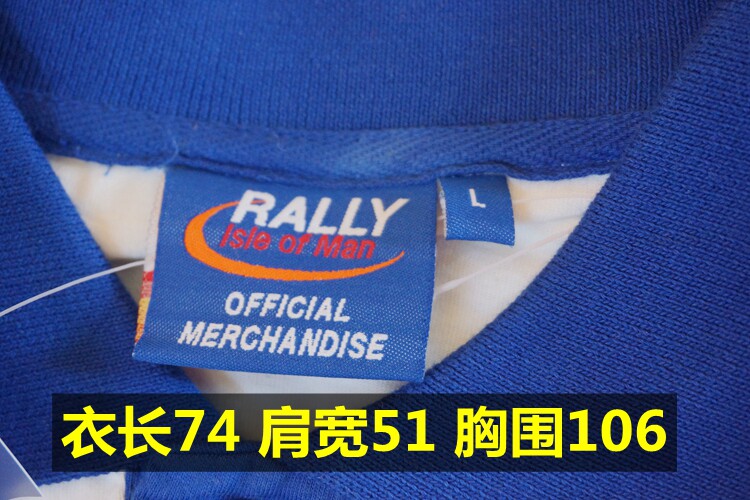 RALLY
Isle of Man
L
OFFICIAL
MERCHANDISE
衣长74 肩宽51 胸围106